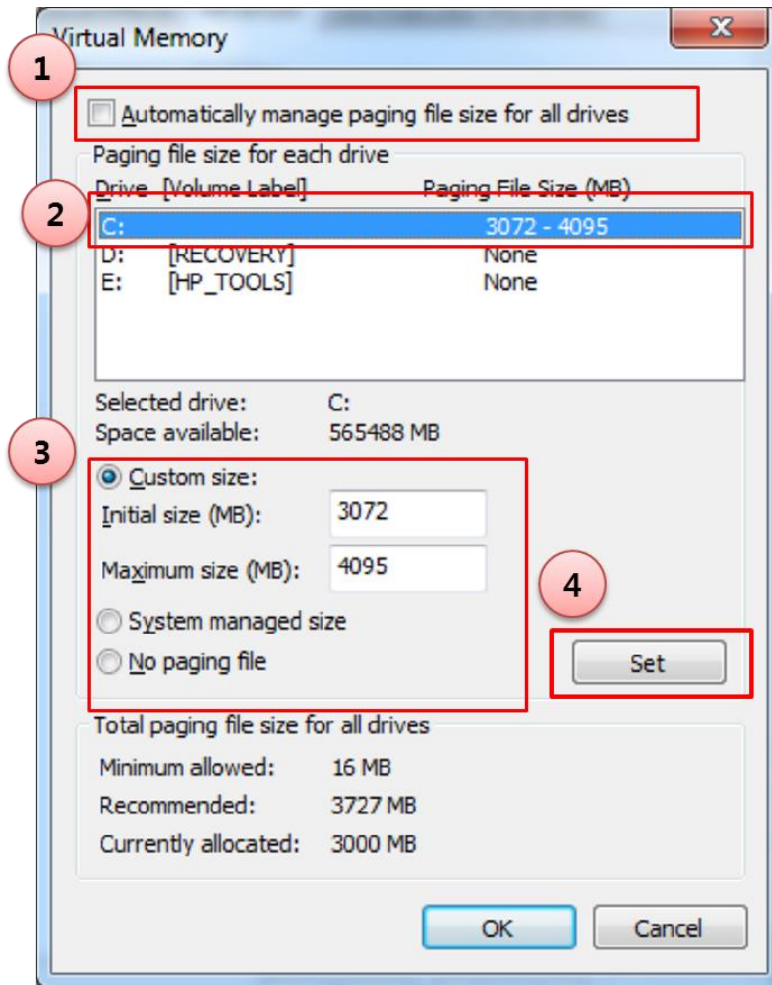 Virtual Memory
1
Automatically manage paging file size for all drives
Paging file size for each drive
Drive [Volume Label] Paging File Size (MB)
2
C: 3072 - 4095
D: [RECOVERY] None
E: [HP_TOOLS] None
Selected drive: C:
Space available: 565488 MB
3
Custom size:
Initial size (MB): 3072
Maximum size (MB): 4095
4
System managed size
No paging file
Set
Total paging file size for all drives
Minimum allowed: 16 MB
Recommended: 3727 MB
Currently allocated: 3000 MB
OK Cancel